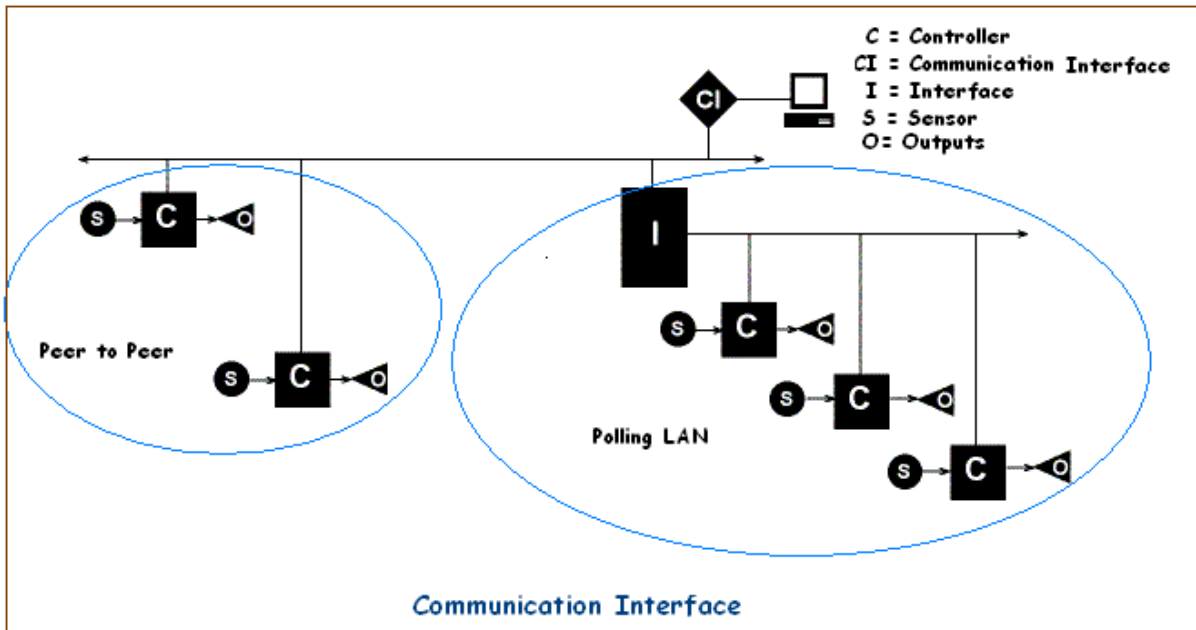 C = Controller
CI = Communication Interface
I = Interface
S = Sensor
O= Outputs
CI
S C O
I
S C O
Peer to Peer
S C O
S C O
Polling LAN
S C O
Communication Interface